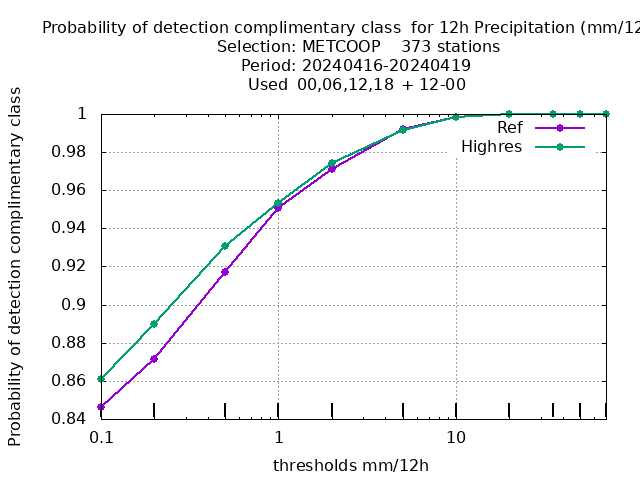 Probability of detection complimentary class  for 12h Precipitation (mm/12
Selection: METCOOP    373 stations
Period: 20240416-20240419
Used  00,06,12,18  + 12-00
Probability of detection complimentary class
1
0.98
0.96
0.94
0.92
0.9
0.88
0.86
0.84
Ref
Highres
0.1
1
10
thresholds mm/12h